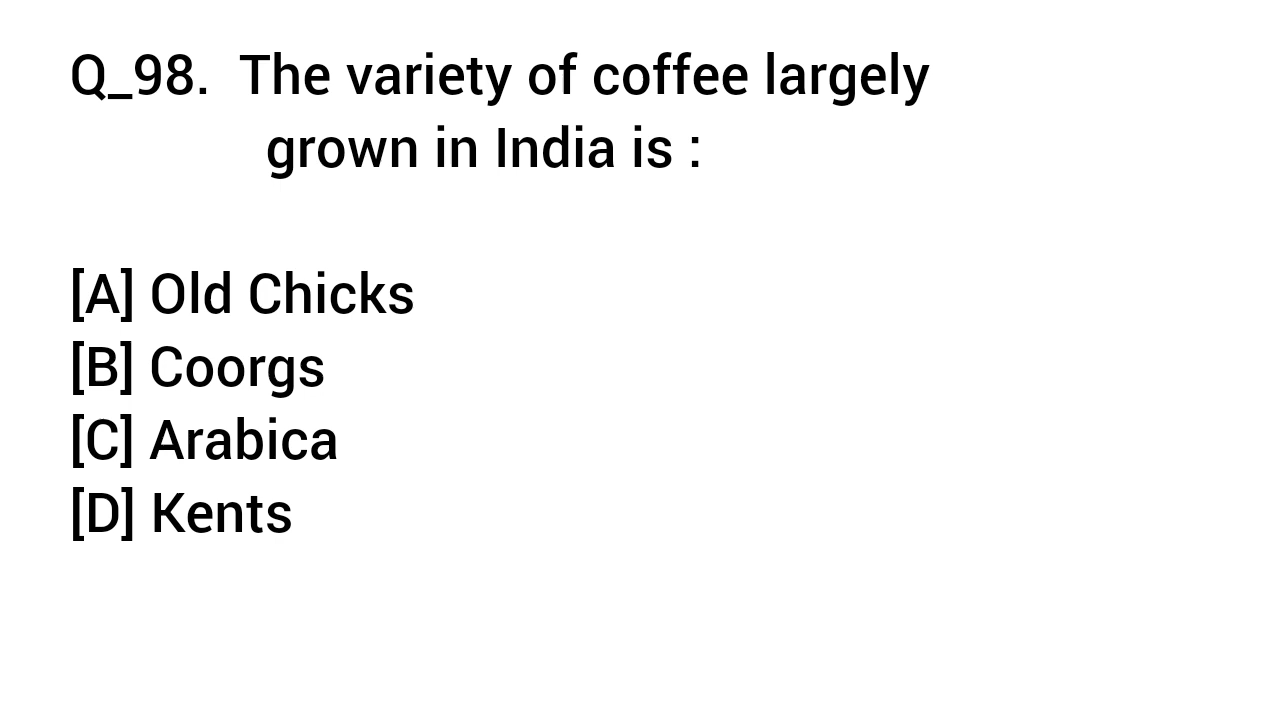 Q_98. The variety of coffee largely
grown in India is :
[A] Old Chicks
[B] Coorgs
[C] Arabica
[D] Kents